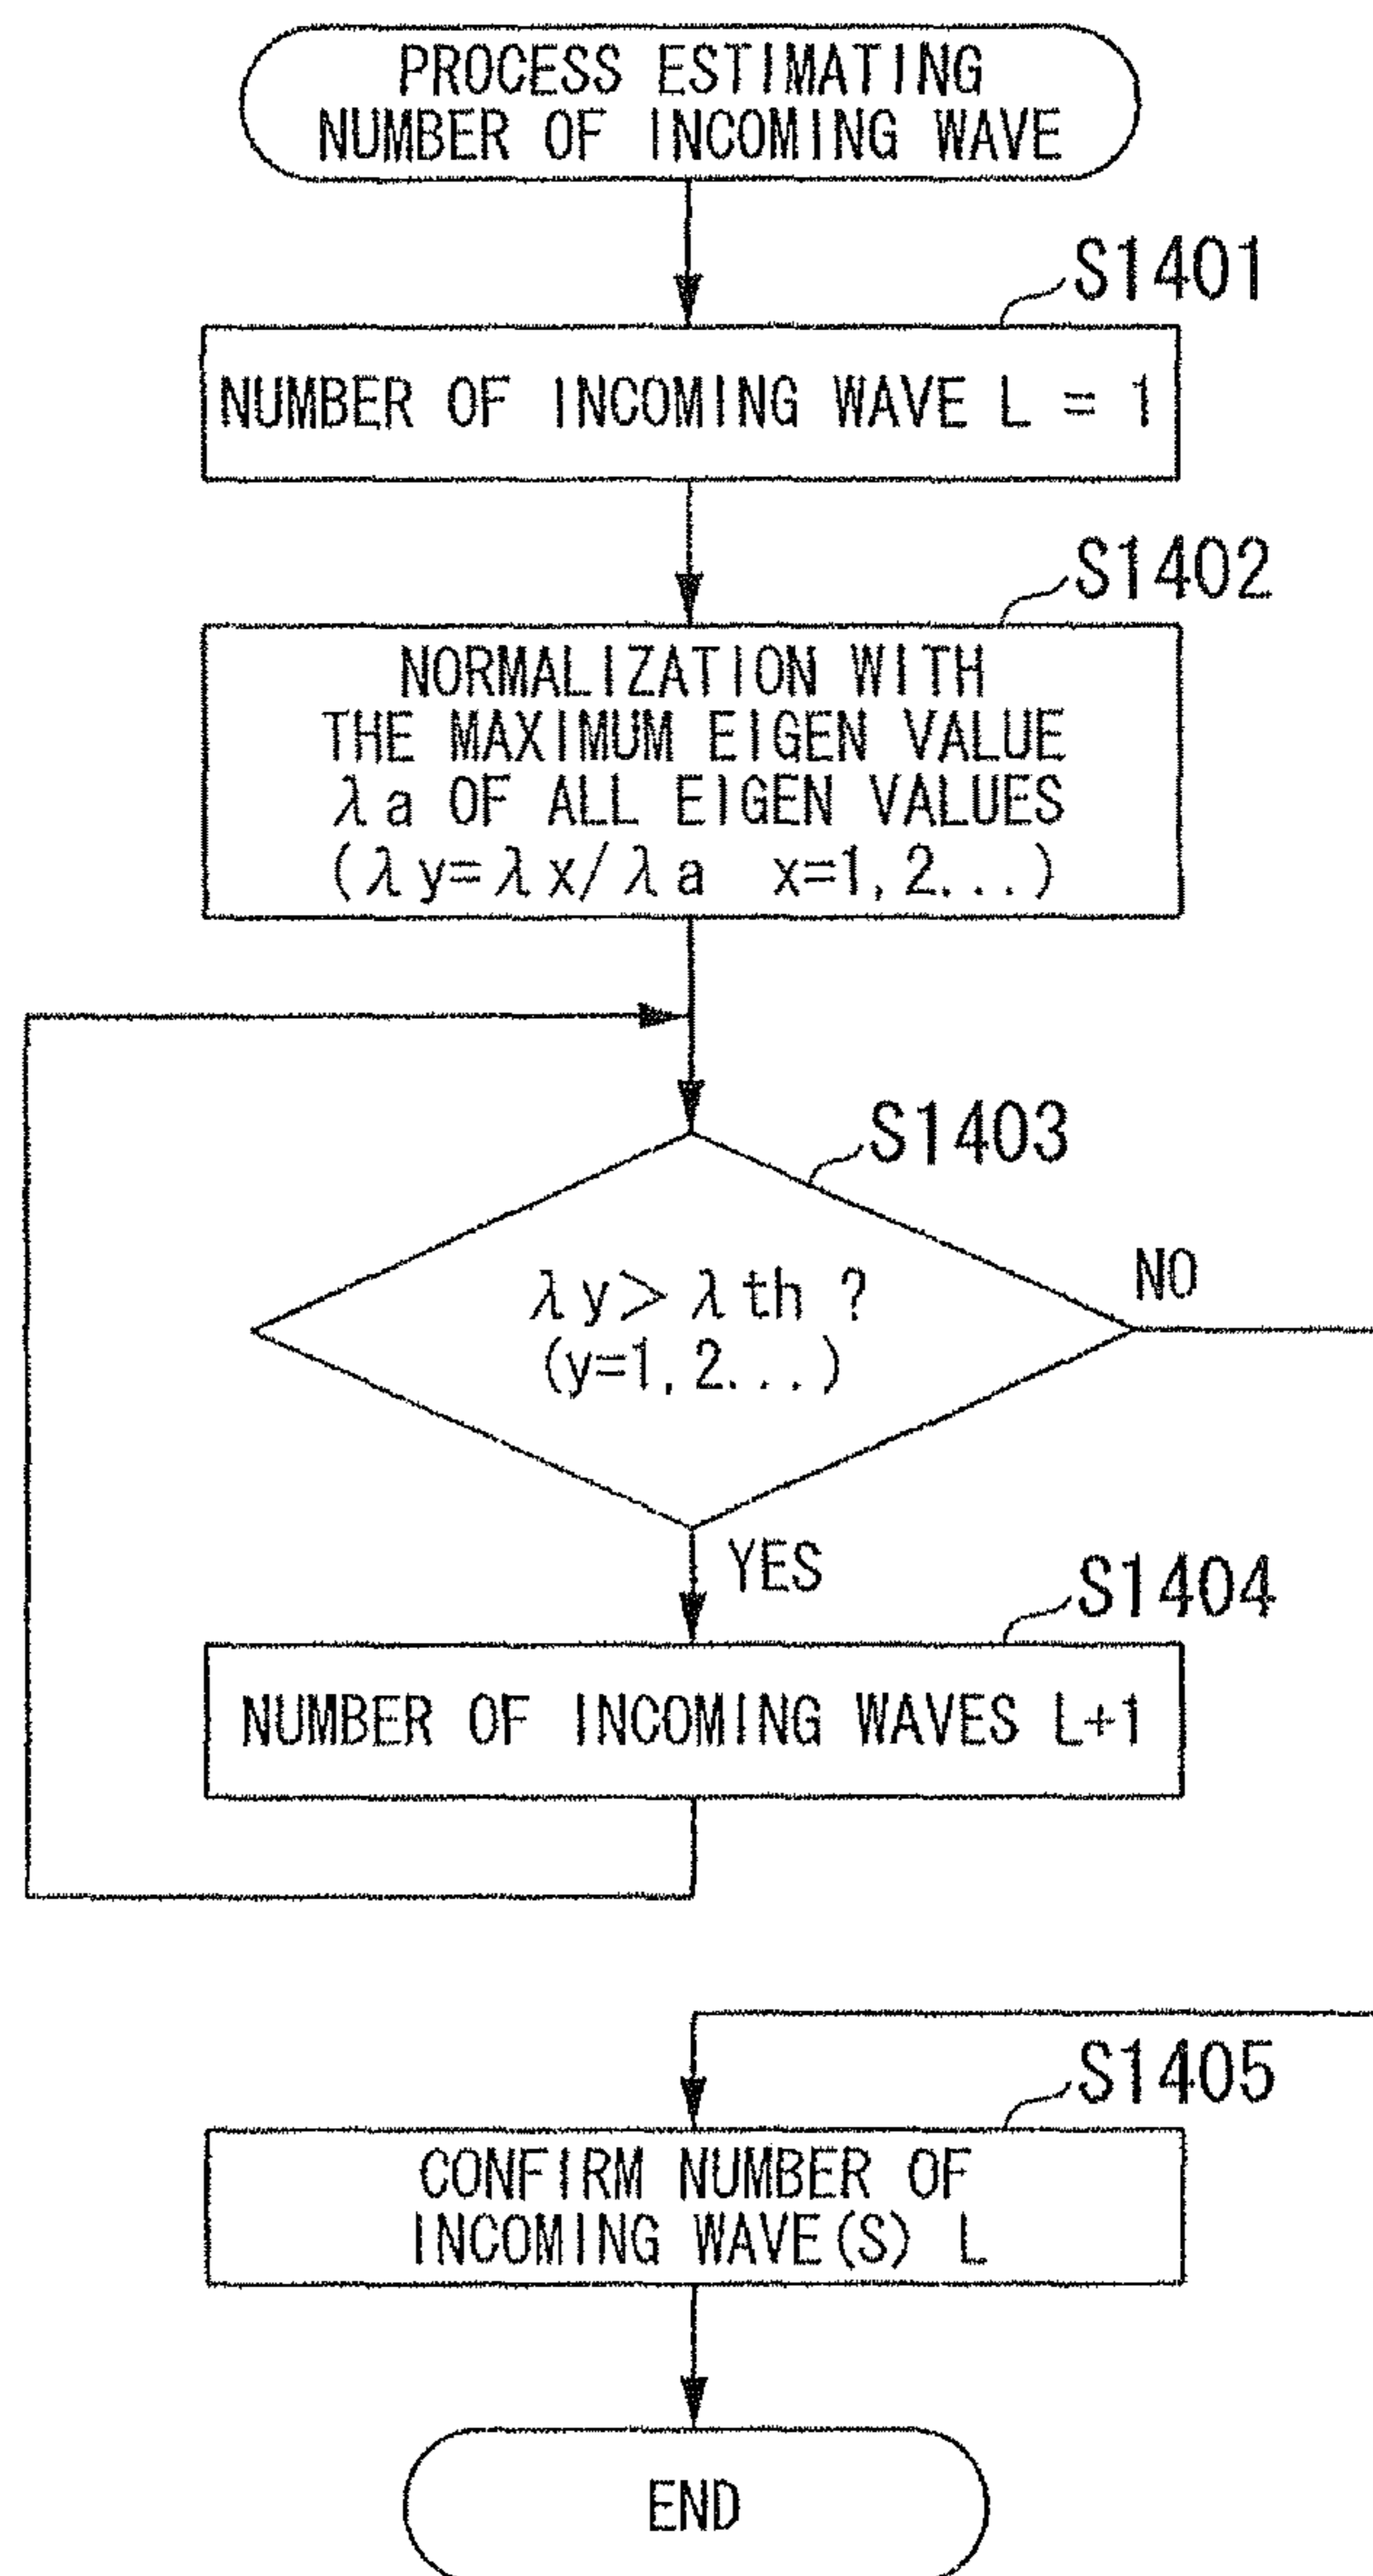 PROCESS ESTIMATING
NUMBER OF INCOMING WAVE
S1401
NUMBER OF INCOMING WAVE L = 1
S1402
NORMALIZATION WITH
THE MAXIMUM EIGEN VALUE
λa OF ALL EIGEN VALUES
(λy=λx/λa x=1, 2...)
S1403
λy> λth ?
(y=1, 2...)
NO
YES
S1404
NUMBER OF INCOMING WAVES L+1
S1405
CONFIRM NUMBER OF
INCOMING WAVE(S) L
END